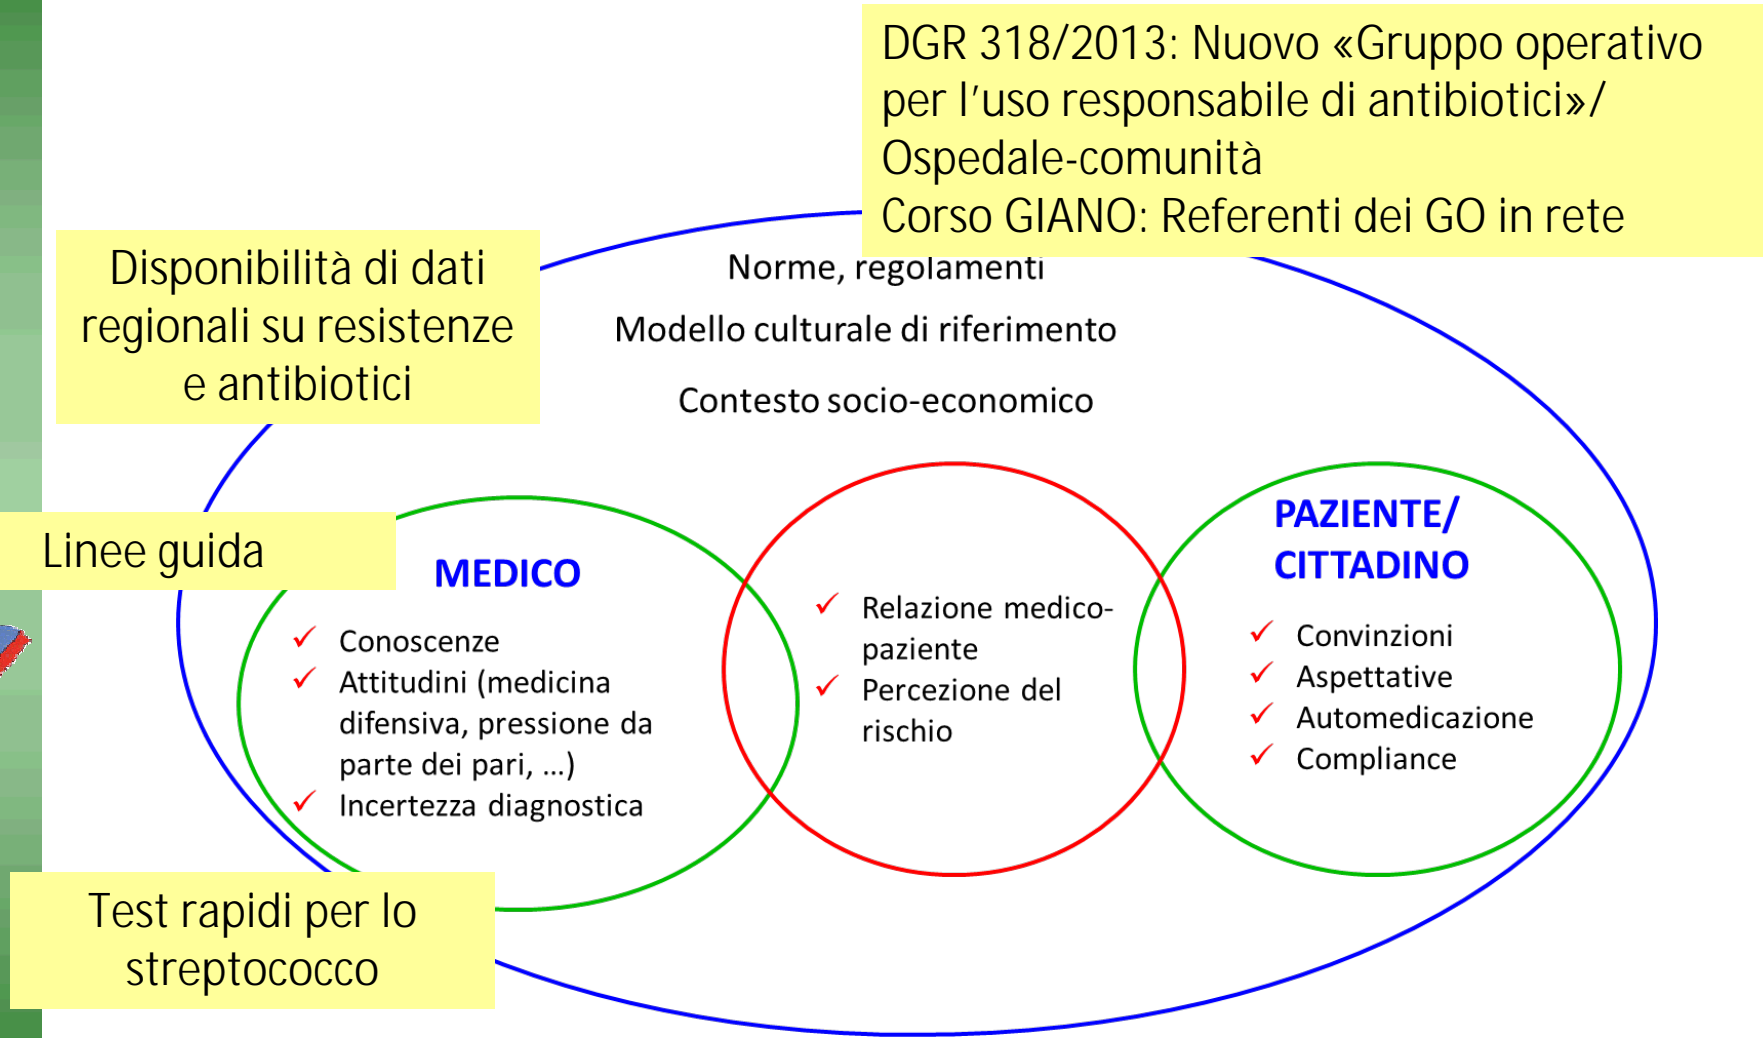 DGR 318/2013: Nuovo «Gruppo operativo
per l'uso responsabile di antibiotici»/
Ospedale-comunità
Corso GIANO: Referenti dei GO in rete
Disponibilità di dati
regionali su resistenze
e antibiotici
Norme, regolamenti
Modello culturale di riferimento
Contesto socio-economico
Linee guida
MEDICO
✓ Conoscenze
✓ Attitudini (medicina
difensiva, pressione da
parte dei pari, ...)
✓ Incertezza diagnostica
✓ Relazione medico-
paziente
✓ Percezione del
rischio
PAZIENTE/
CITTADINO
✓ Convinzioni
✓ Aspettative
✓ Automedicazione
✓ Compliance
Test rapidi per lo
streptococco